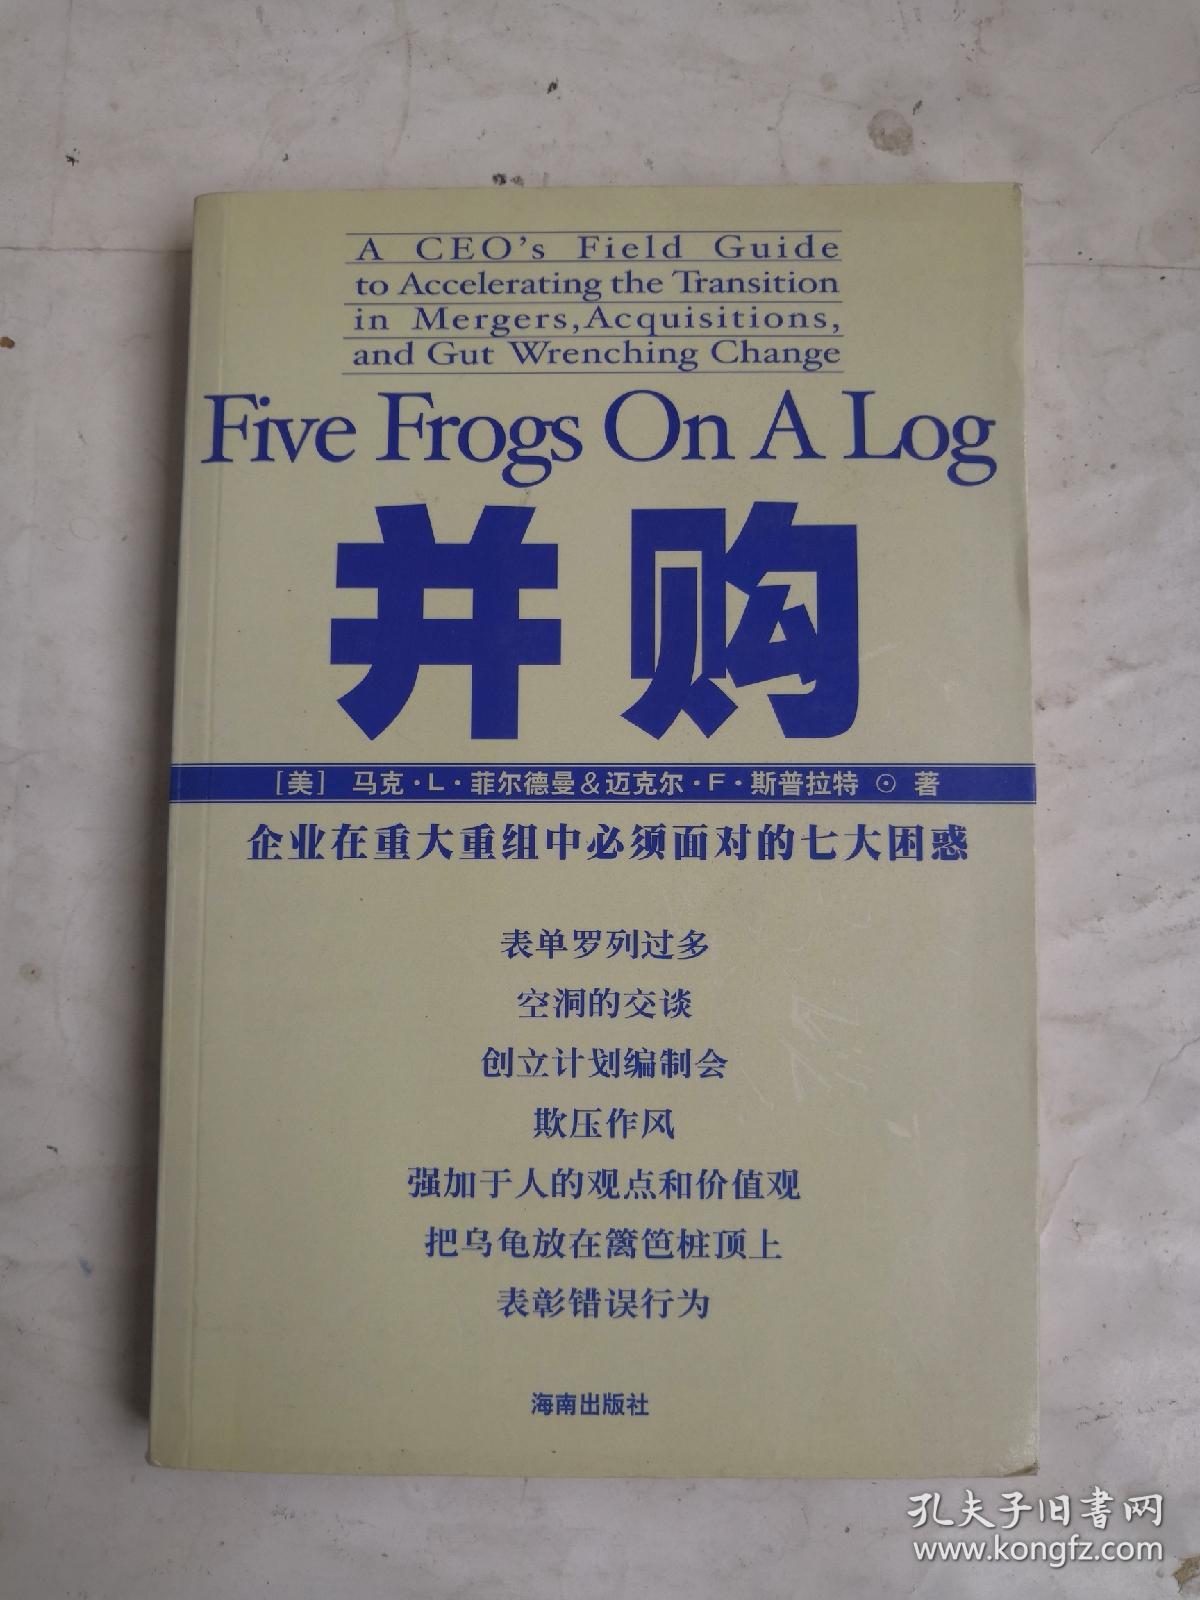 A CEO's Field Guide
to Accelerating the Transition
in Mergers, Acquisitions,
and Gut Wrenching Change
Five Frogs On A Log
并购
[美] 马克·L·菲尔德曼&迈克尔·F·斯普拉特 ⊙ 著
企业在重大重组中必须面对的七大困惑
表单罗列过多
空洞的交谈
创立计划编制会
欺压作风
强加于人的观点和价值观
把乌龟放在篱笆桩顶上
表彰错误行为
海南出版社
孔夫子旧书网
www.kongfz.com